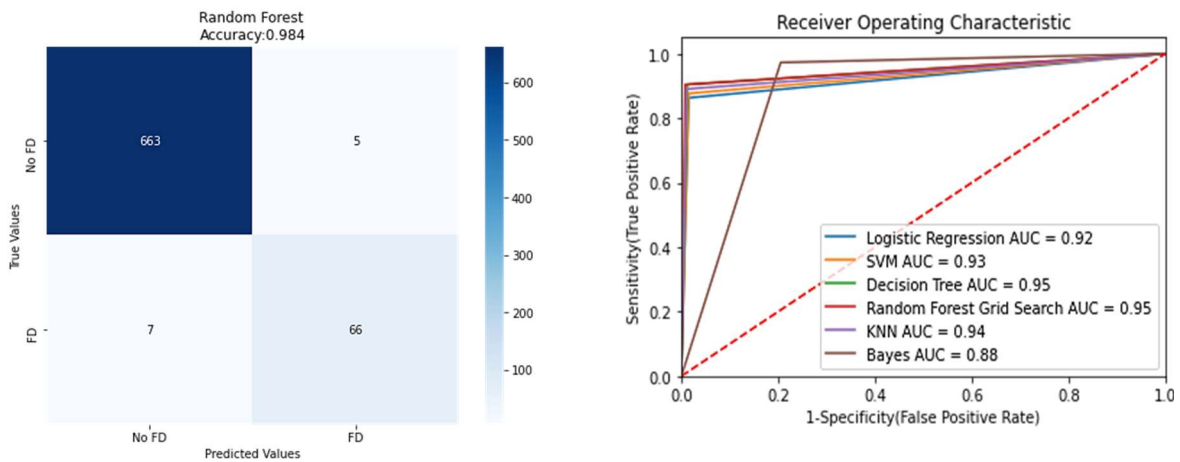 Random Forest
Accuracy:0.984
No FD
663
5
FD
7
66
No FD
FD
True Values
Predicted Values
600
500
400
300
200
100
Receiver Operating Characteristic
Sensitivity(True Positive Rate)
1.0
0.8
0.6
0.4
0.2
0.0
Logistic Regression AUC = 0.92
SVM AUC = 0.93
Decision Tree AUC = 0.95
Random Forest Grid Search AUC = 0.95
KNN AUC = 0.94
Bayes AUC = 0.88
0.0
0.2
0.4
0.6
0.8
1.0
1-Specificity(False Positive Rate)